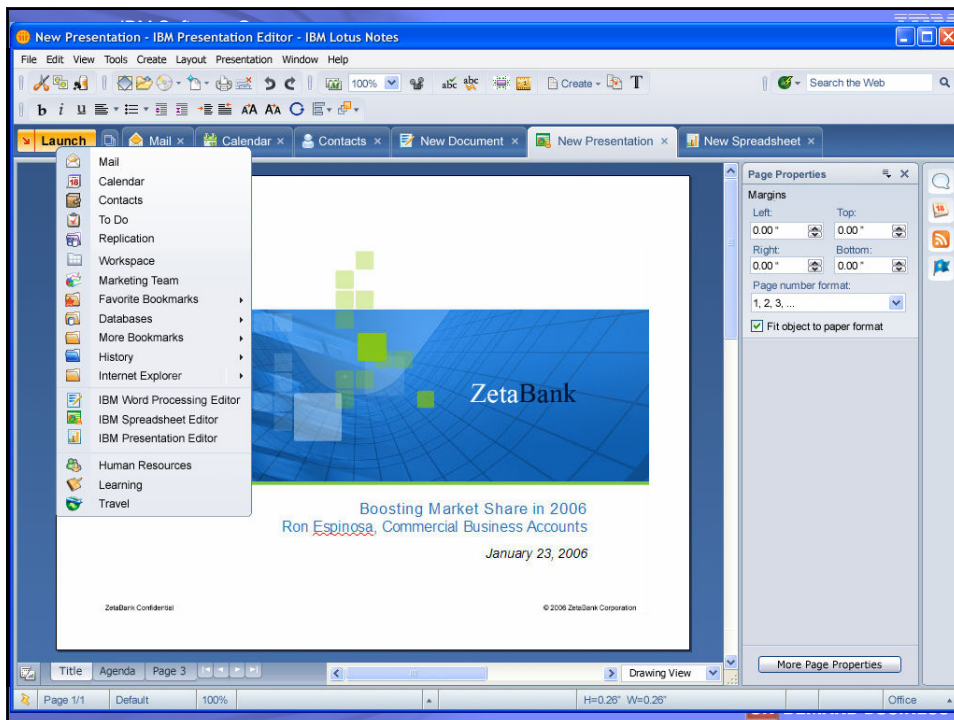 New Presentation - IBM Presentation Editor - IBM Lotus Notes
File Edit View Tools Create Layout Presentation Window Help
100% abc abc Create T Search the Web
b i u AA AA
Launch Mail × Calendar × Contacts × New Document × New Presentation × New Spreadsheet ×
Mail
Calendar
Contacts
To Do
Replication
Workspace
Marketing Team
Favorite Bookmarks
Databases
More Bookmarks
History
Internet Explorer
IBM Word Processing Editor
IBM Spreadsheet Editor
IBM Presentation Editor
Human Resources
Learning
Travel
ZetaBank
Boosting Market Share in 2006
Ron Espinosa, Commercial Business Accounts
January 23, 2006
ZetaBank Confidential
© 2006 ZetaBank Corporation
Page Properties
Margins
Left: Top:
0.00 " 0.00 "
Right: Bottom:
0.00 " 0.00 "
Page number format:
1, 2, 3, ...
Fit object to paper format
More Page Properties
Title Agenda Page 3 Drawing View
Page 1/1 Default 100% H=0.26" W=0.26" Office